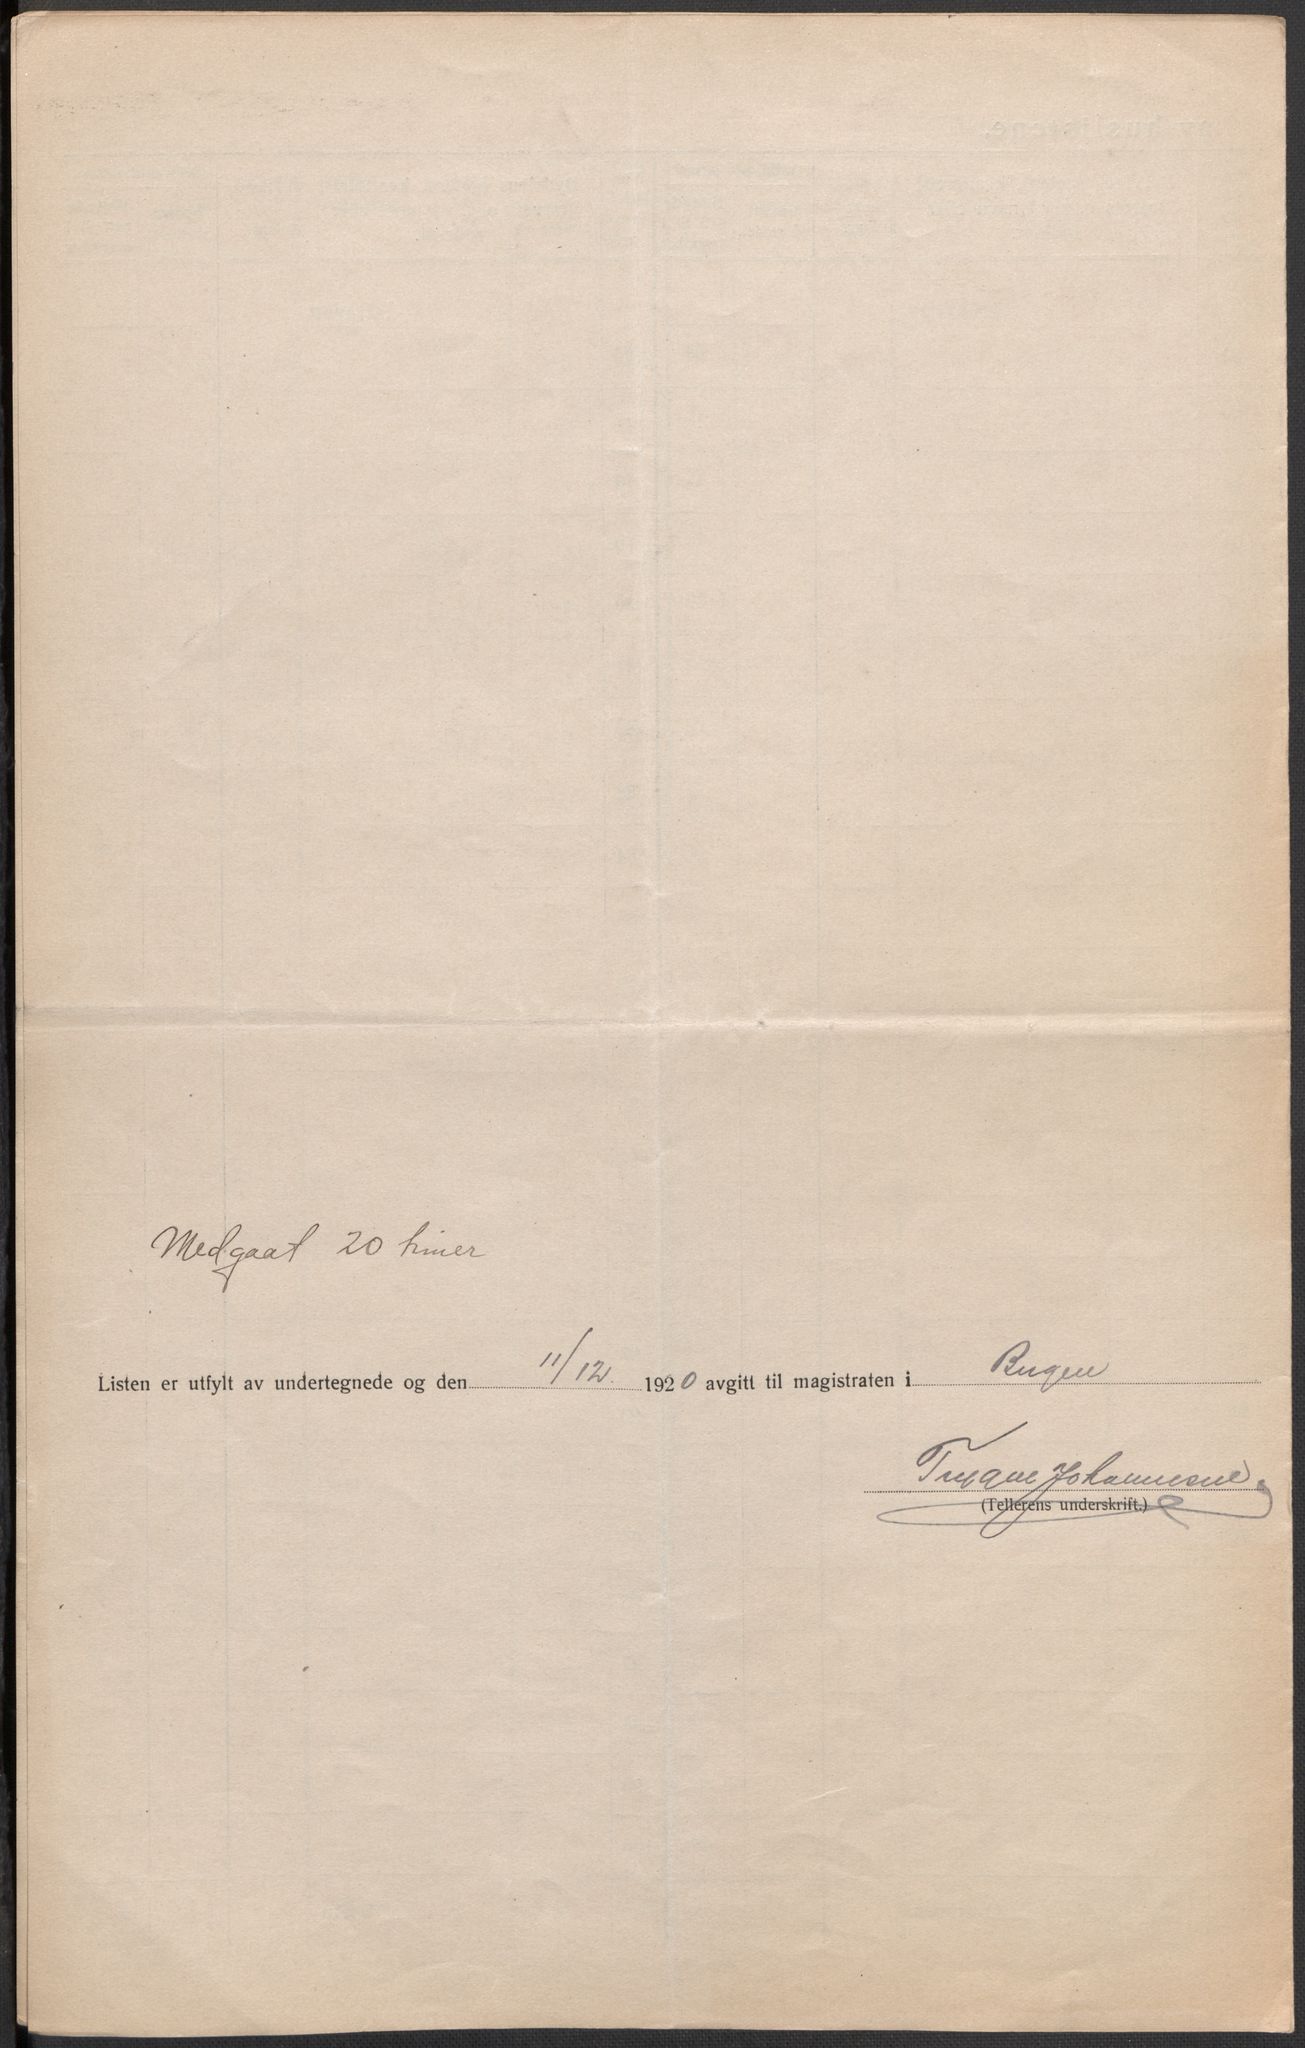 Medgaat 20 timer
Listen er utfylt av undertegnede og den 11/12. 1920 avgitt til magistraten i Bergen
Trygve Johannesne
(Tellerens underskrift.)